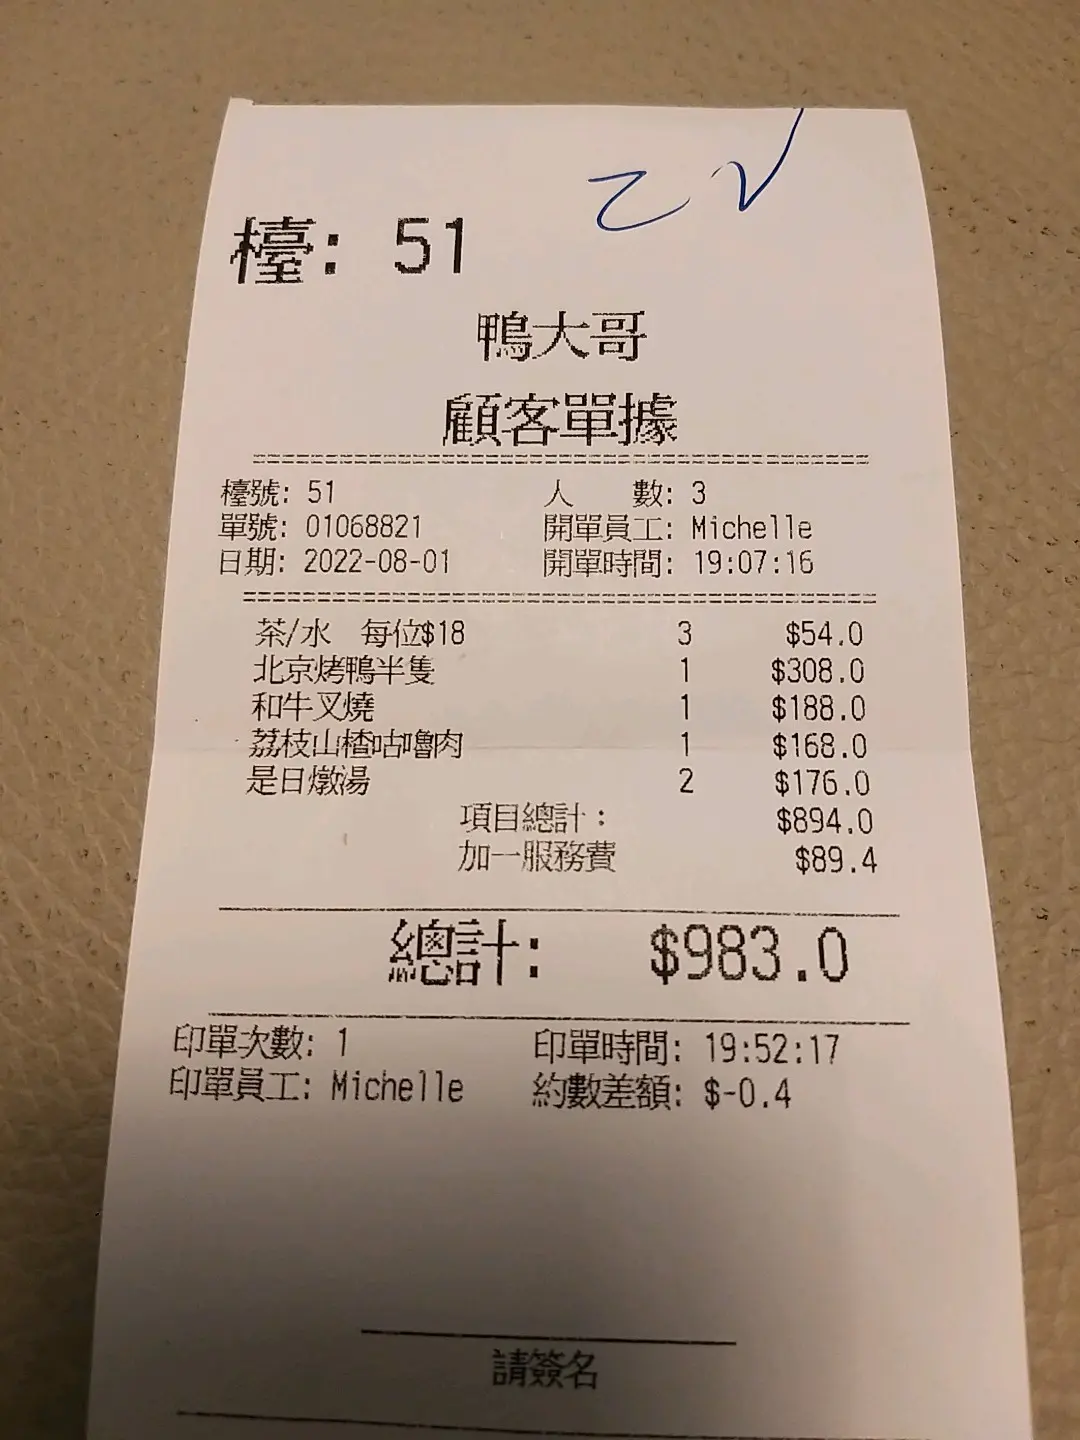 檯: 51
鴨大哥
顧客單據
檯號: 51 人 數: 3
單號: 01068821 開單員工: Michelle
日期: 2022-08-01 開單時間: 19:07:16
茶/水 每位$18 3 $54.0
北京烤鴨半隻 1 $308.0
和牛叉燒 1 $188.0
荔枝山楂咕嚕肉 1 $168.0
是日燉湯 2 $176.0
項目總計: $894.0
加一服務費 $89.4
總計: $983.0
印單次數: 1 印單時間: 19:52:17
印單員工: Michelle 約數差額: $-0.4
請簽名